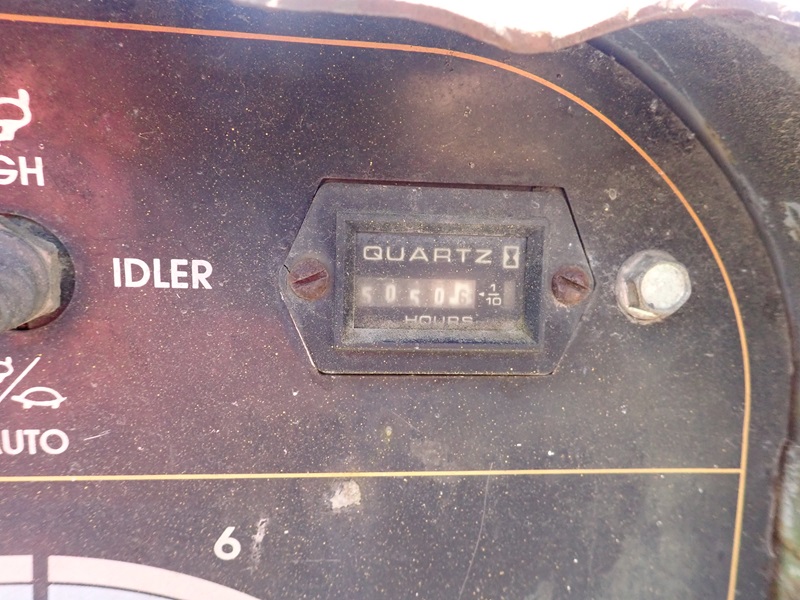 GH
IDLER
QUARTZ
50506 1/10
HOURS
AUTO
6